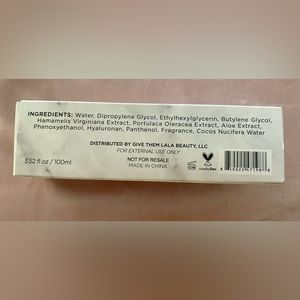 INGREDIENTS: Water, Dipropylene Glycol, Ethylhexylglycerin, Butylene Glycol,
Hamamelis Virginiana Extract, Portulaca Oleracea Extract, Aloe Extract,
Phenoxyethanol, Hyaluronan, Panthenol, Fragrance, Cocos Nucifera Water
DISTRIBUTED BY GIVE THEM LALA BEAUTY, LLC
FOR EXTERNAL USE ONLY
NOT FOR RESALE
3.52 fl oz / 100ml
MADE IN CHINA
crueltyfree